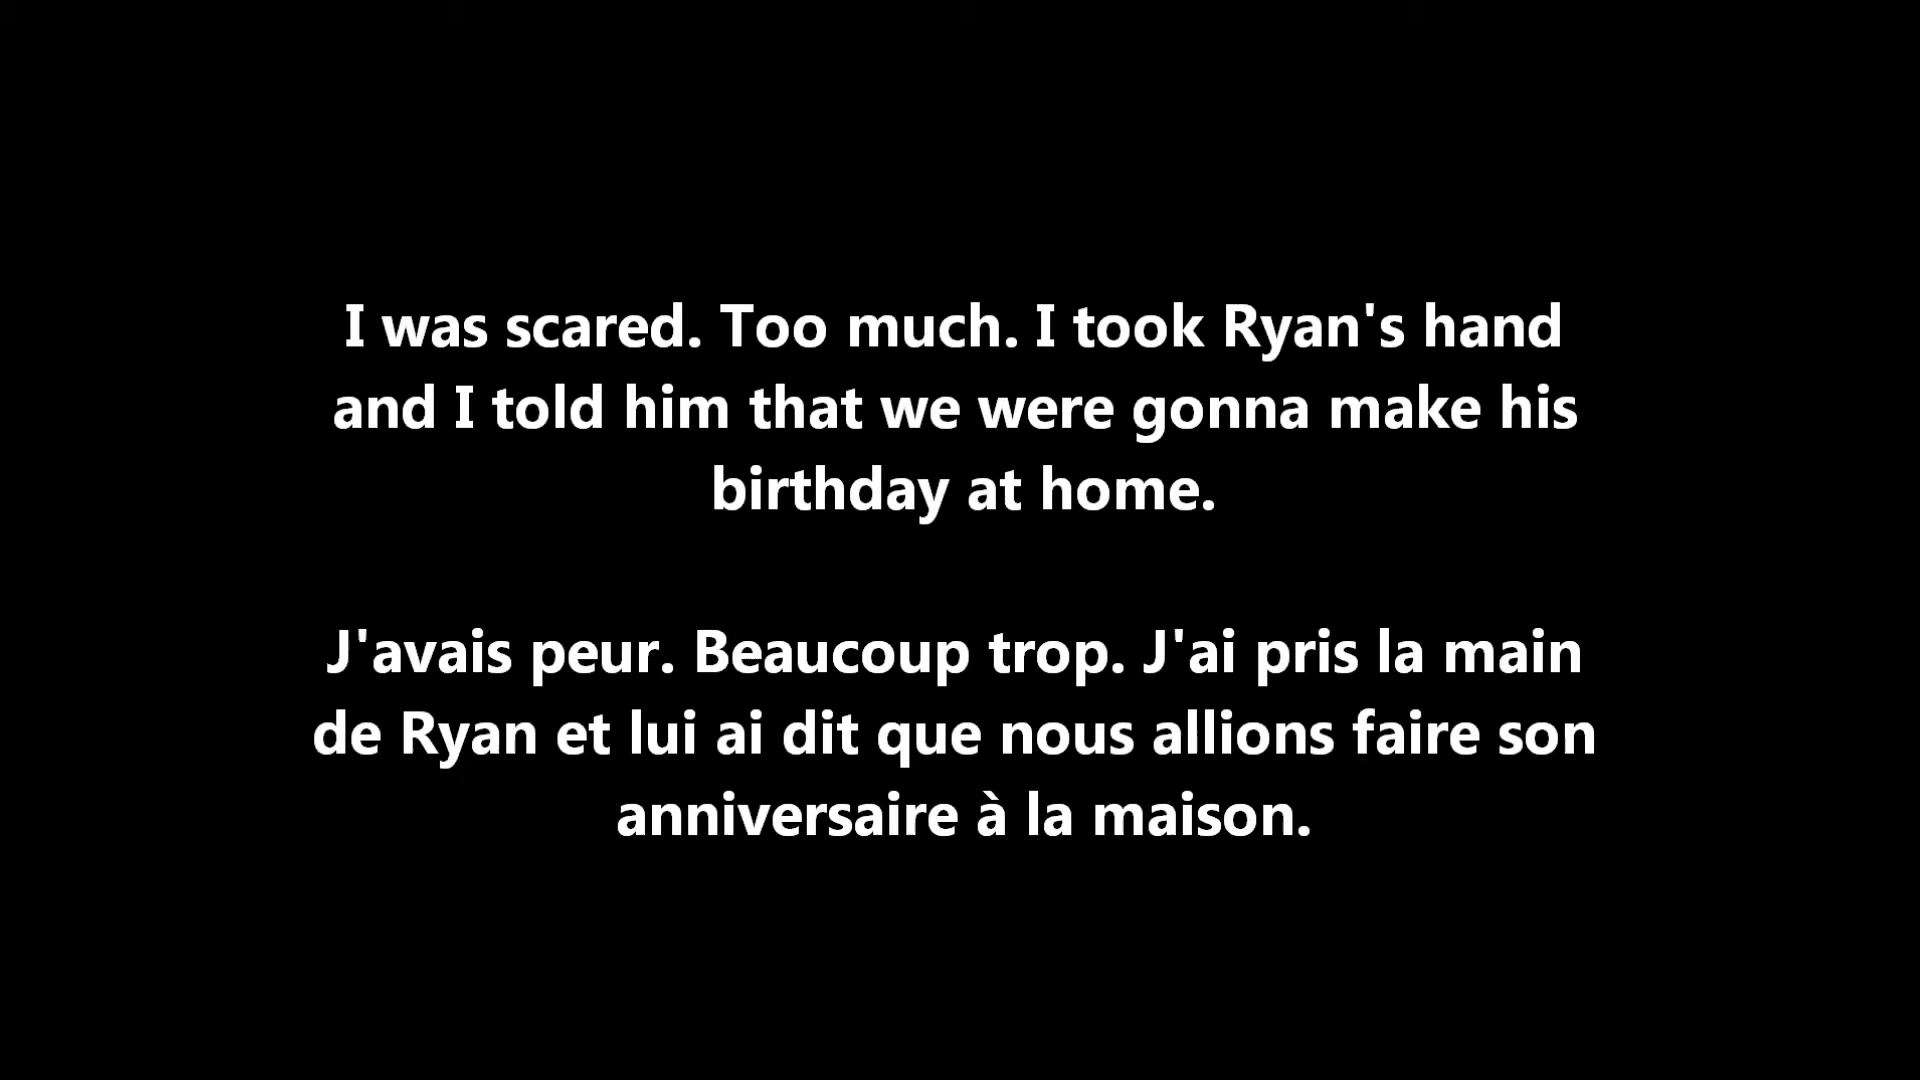 I was scared. Too much. I took Ryan's hand
and I told him that we were gonna make his
birthday at home.
J'avais peur. Beaucoup trop. J'ai pris la main
de Ryan et lui ai dit que nous allions faire son
anniversaire à la maison.